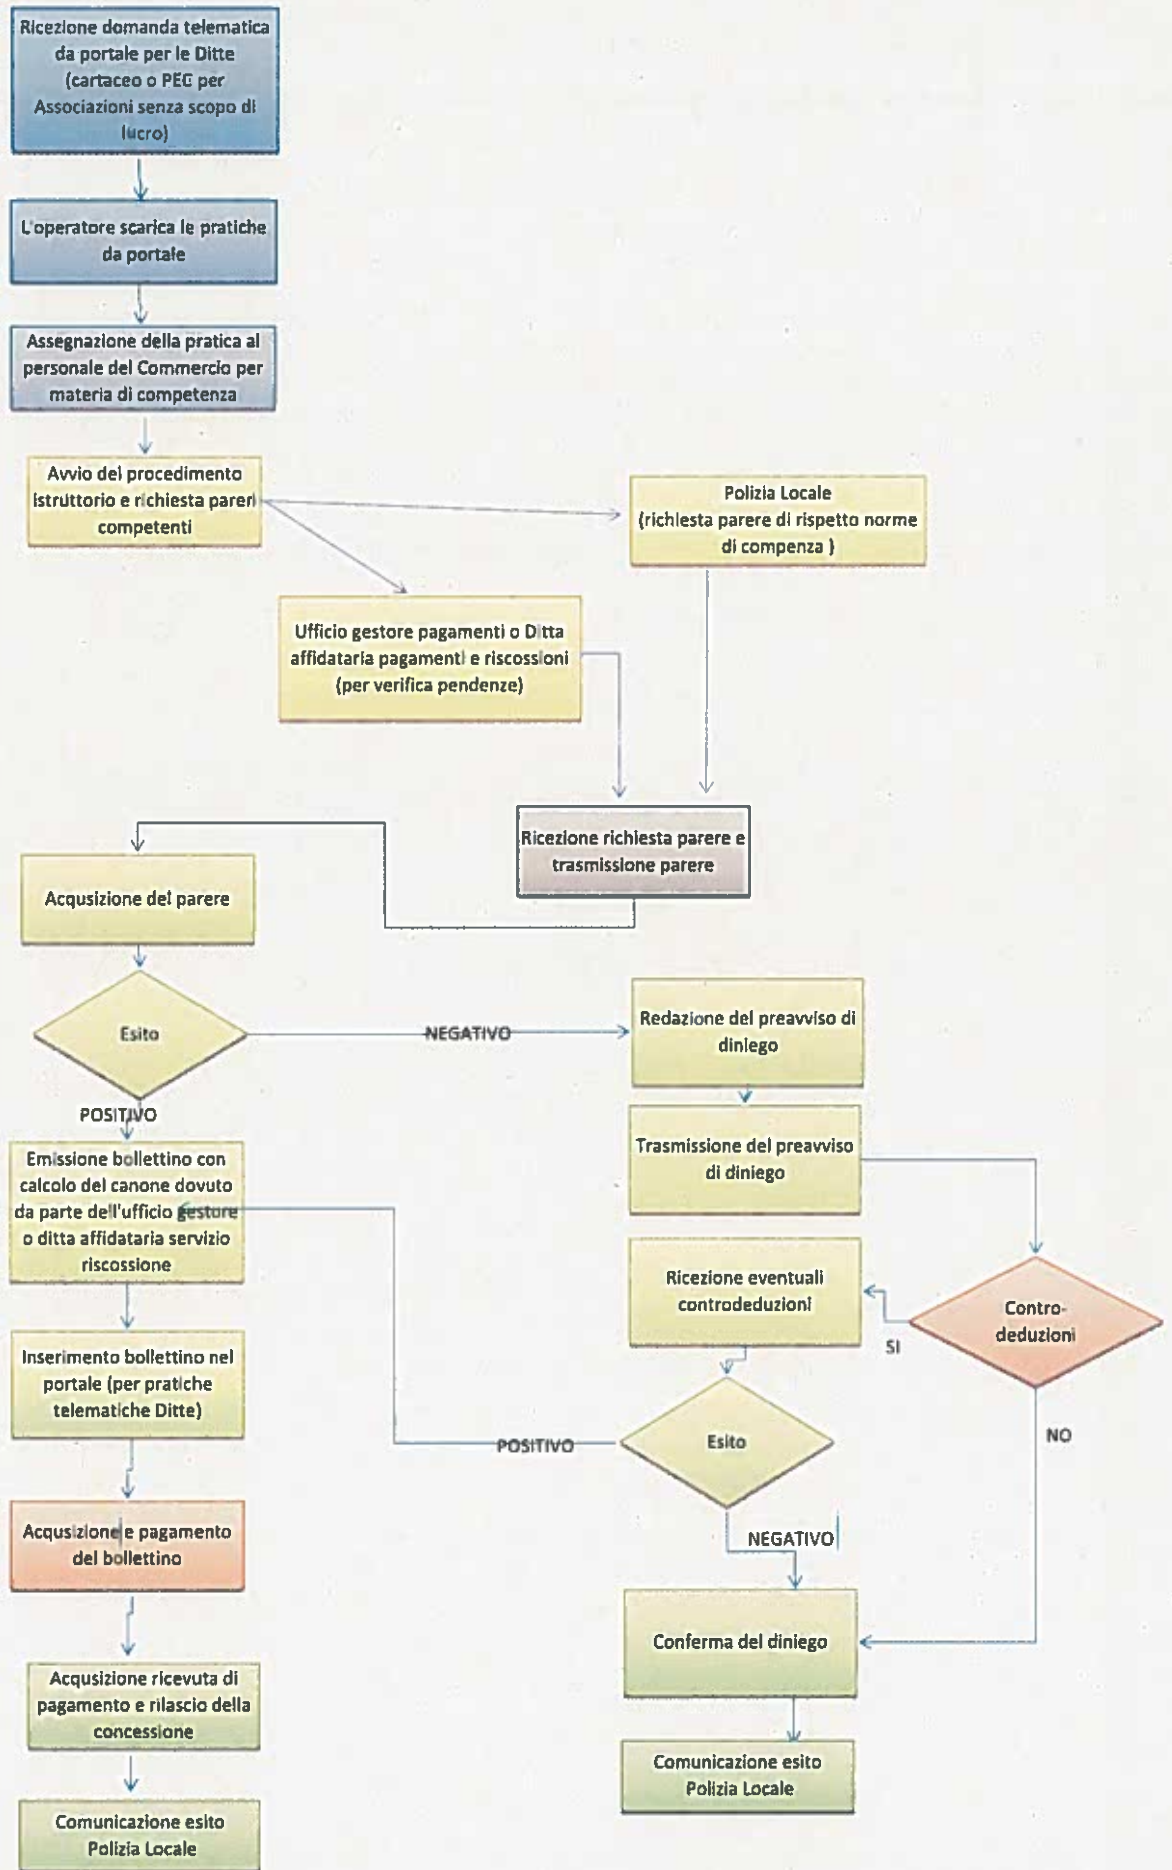 Ricezione domanda telematica
da portale per le Ditte
(cartaceo o PEC per
Associazioni senza scopo di
lucro)
L'operatore scarica le pratiche
da portale
Assegnazione della pratica al
personale del Commercio per
materia di competenza
Avvio del procedimento
istruttorio e richiesta pareri
competenti
Polizia Locale
(richiesta parere di rispetto norme
di compenza )
Ufficio gestore pagamenti o Ditta
affidataria pagamenti e riscossioni
(per verifica pendenze)
Ricezione richiesta parere e
trasmissione parere
Acqusizione del parere
Esito
NEGATIVO
Redazione del preavviso di
diniego
POSITIVO
Trasmissione del preavviso
di diniego
Emissione bollettino con
calcolo del canone dovuto
da parte dell'ufficio gestore
o ditta affidataria servizio
riscossione
Ricezione eventuali
controdeduzioni
Contro-
deduzioni
SI
NO
Inserimento bollettino nel
portale (per pratiche
telematiche Ditte)
POSITIVO
Esito
NEGATIVO
Acqusizione e pagamento
del bollettino
Conferma del diniego
Acqusizione ricevuta di
pagamento e rilascio della
concessione
Comunicazione esito
Polizia Locale
Comunicazione esito
Polizia Locale